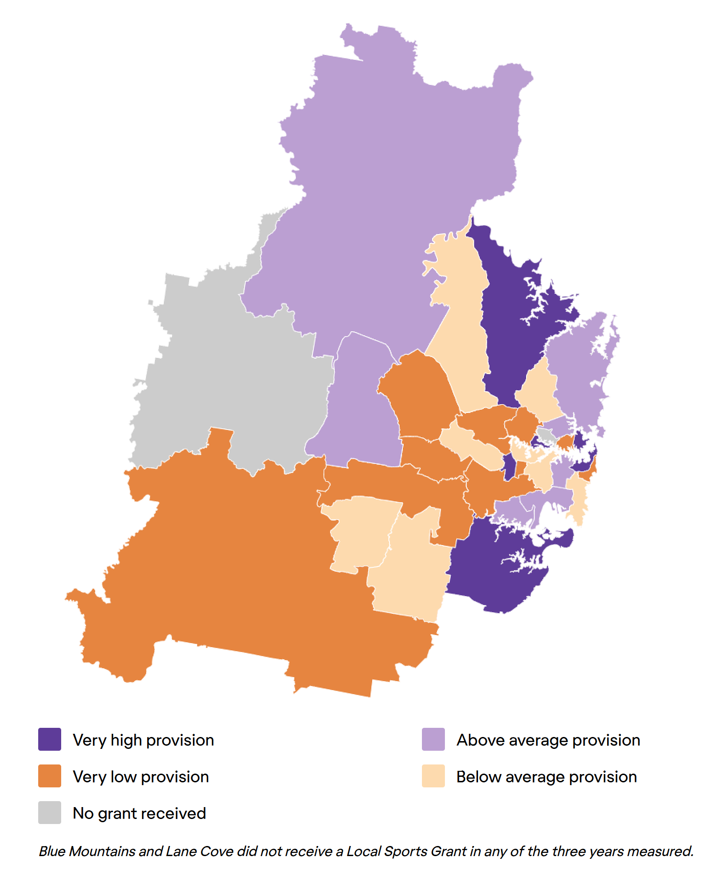 Very high provision
Above average provision
Very low provision
Below average provision
No grant received
Blue Mountains and Lane Cove did not receive a Local Sports Grant in any of the three years measured.